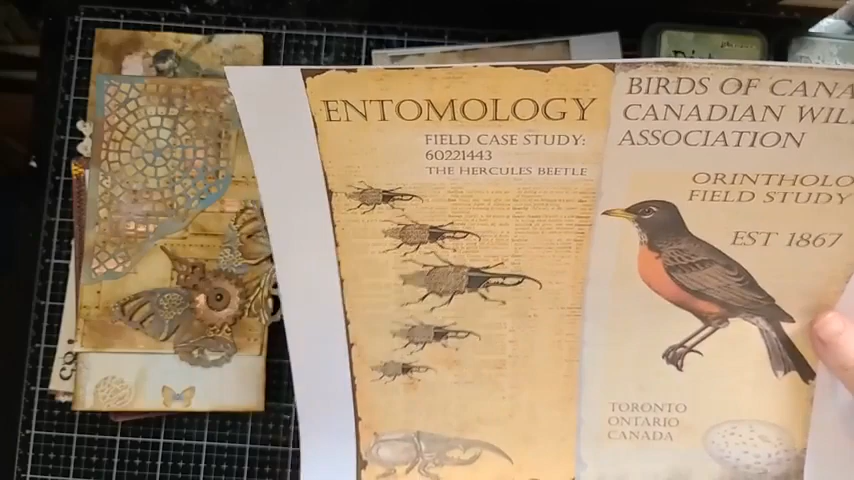 ENTOMOLOGY
FIELD CASE STUDY:
60221443
THE HERCULES BEETLE
BIRDS OF CANA
CANADIAN WIL
ASSOCIATION
ORINTHOLO
FIELD STUDY
EST 1867
TORONTO
ONTARIO
CANADA